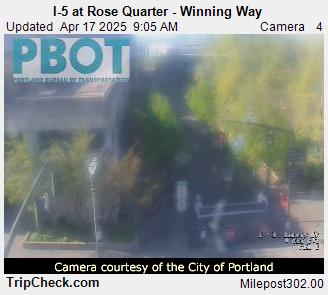 I-5 at Rose Quarter - Winning Way
Updated Apr 17 2025 9:05 AM Camera 4
PBOT
PORTLAND BUREAU OF TRANSPORTATION
Camera courtesy of the City of Portland
TripCheck.com Milepost302.00